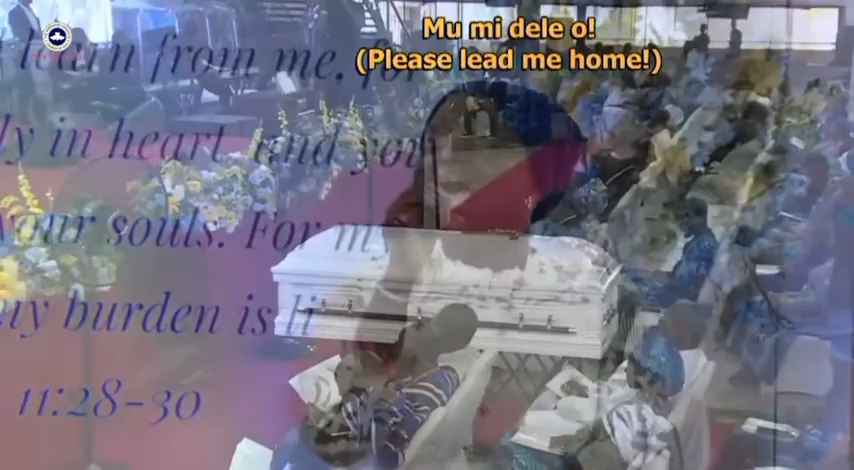 Mu mi dele o!
(Please lead me home!)
learn from me, for
ly in heart, and you
your souls. For my
my burden is li
11:28-30